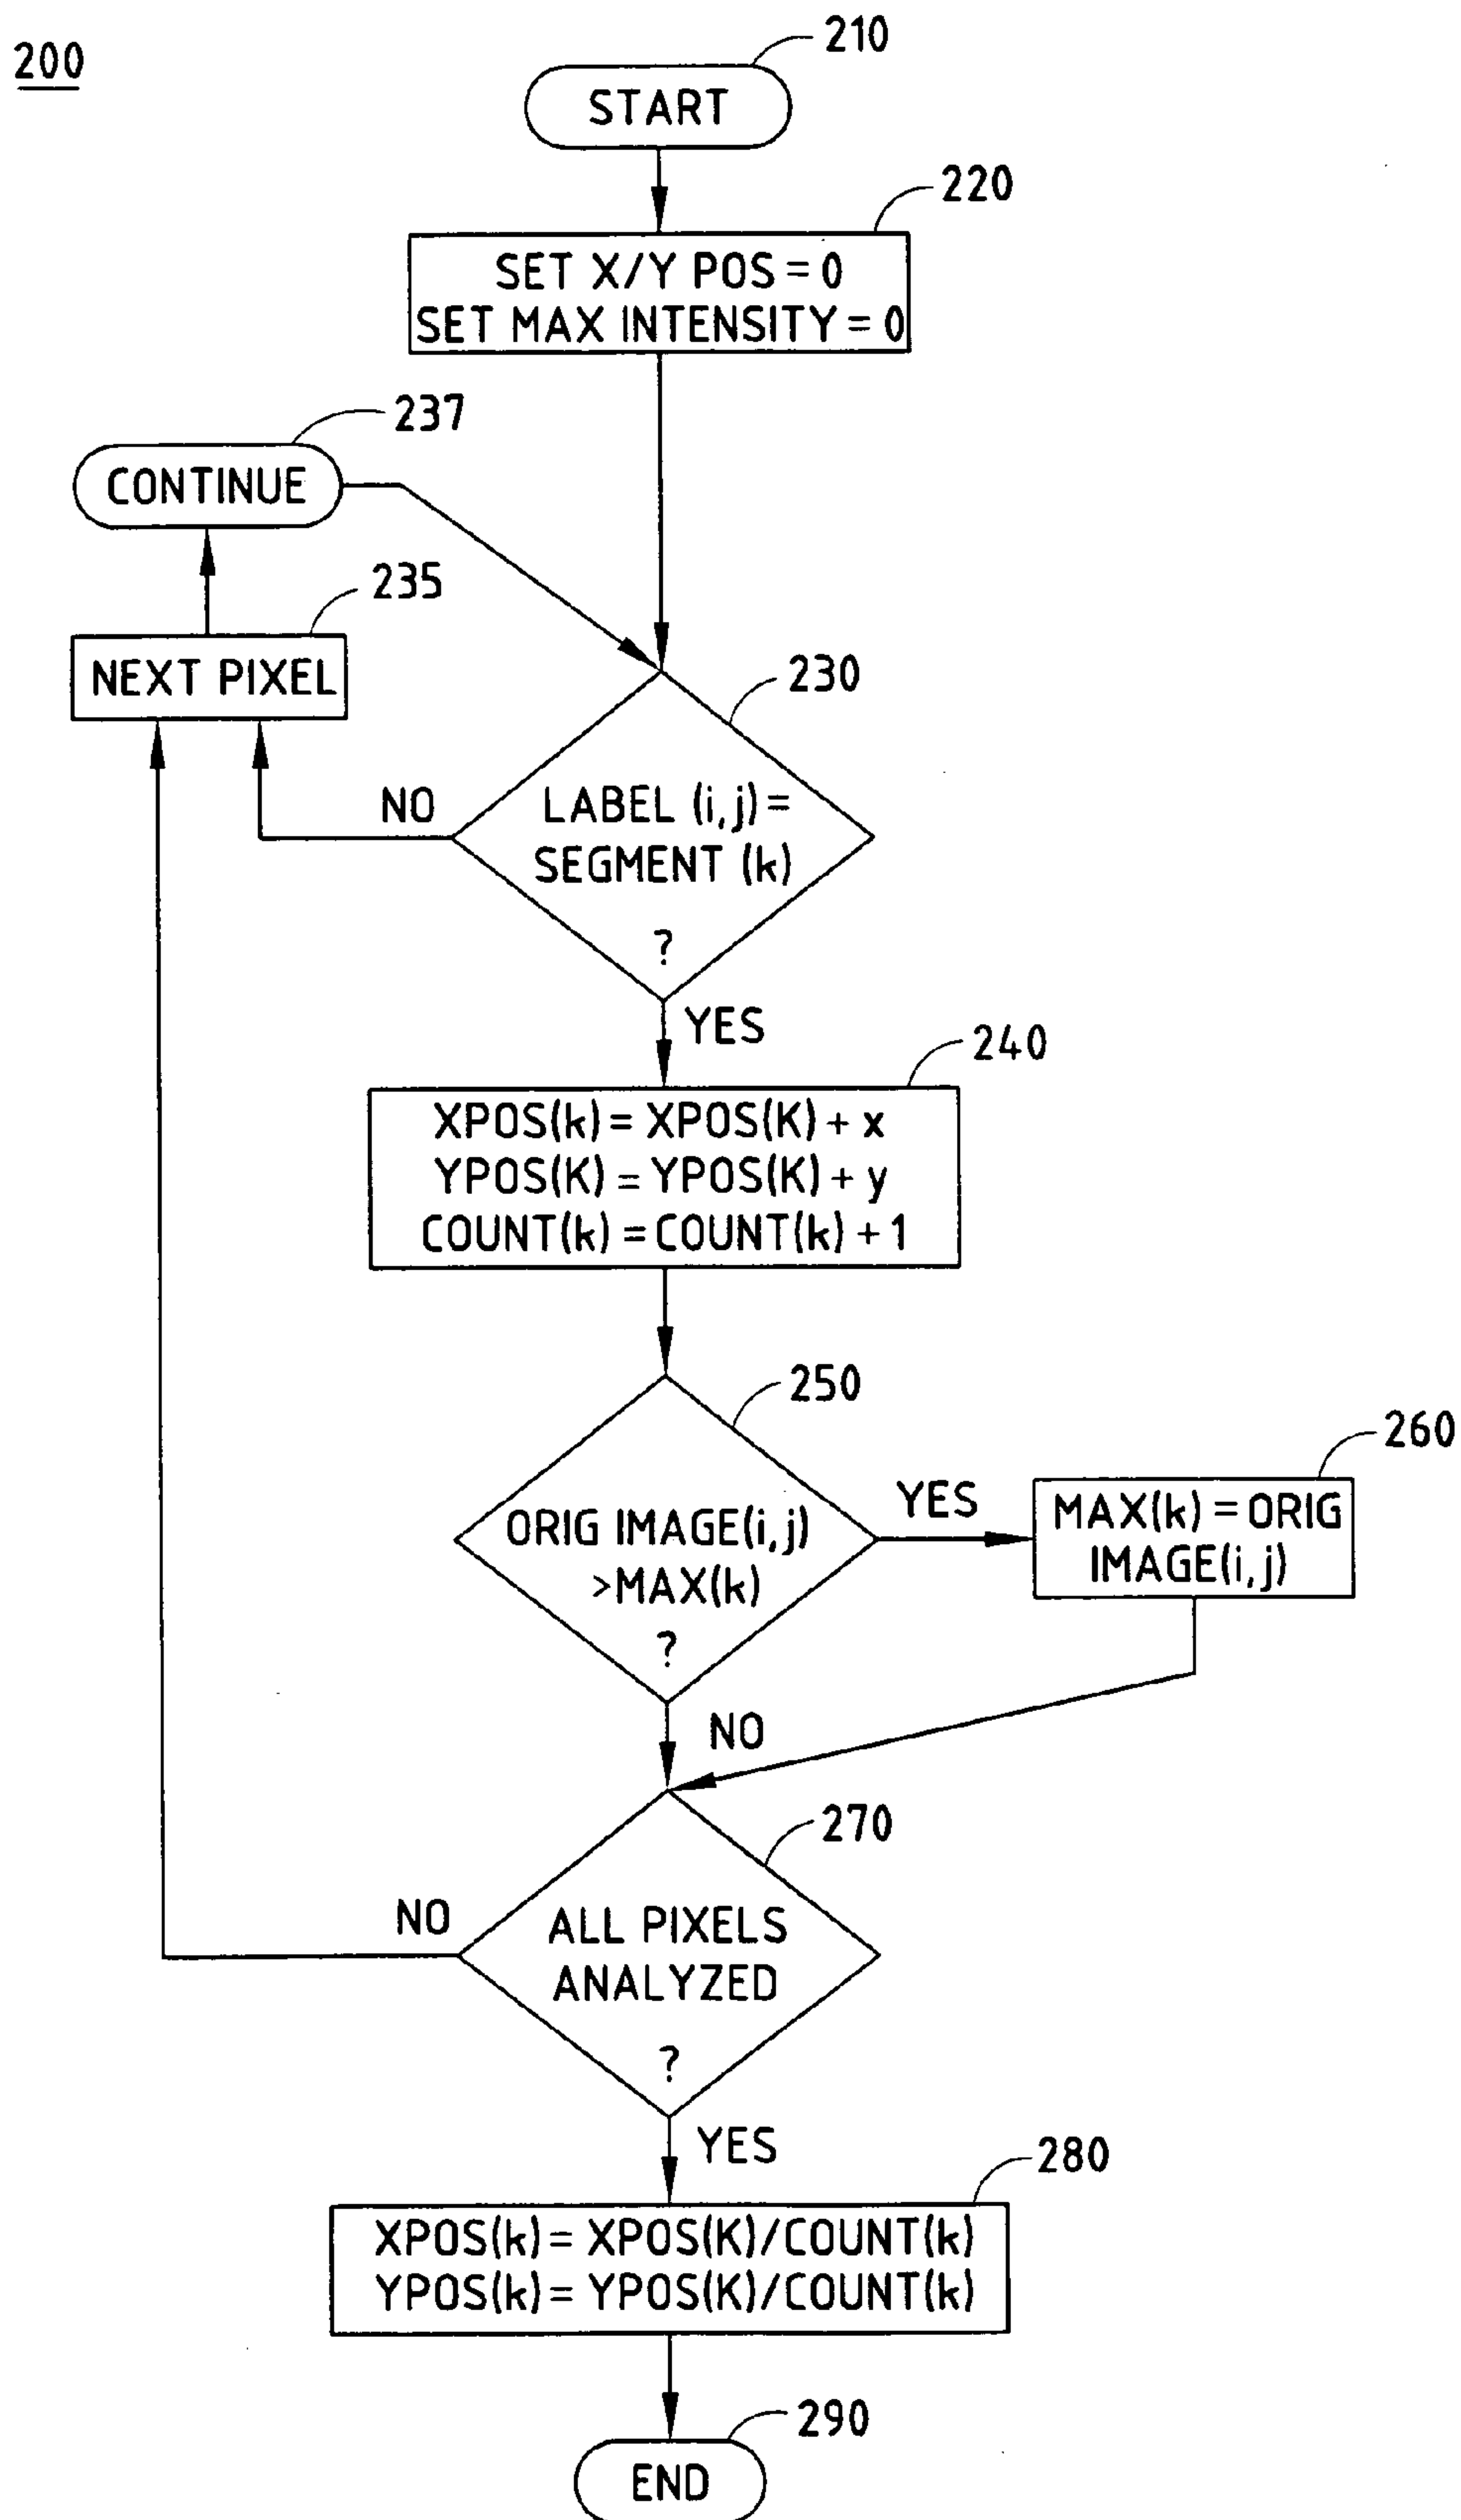 200
210
START
220
SET X/Y POS = 0
SET MAX INTENSITY = 0
237
CONTINUE
235
NEXT PIXEL
230
NO
LABEL (i,j) =
SEGMENT (k)
?
YES
240
XPOS(k) = XPOS(K) + x
YPOS(K) = YPOS(K) + y
COUNT(k) = COUNT(k) + 1
250
ORIG IMAGE(i,j)
>MAX(k)
?
YES
260
MAX(k) = ORIG
IMAGE(i,j)
NO
270
NO
ALL PIXELS
ANALYZED
?
YES
280
XPOS(k) = XPOS(K)/COUNT(k)
YPOS(k) = YPOS(K)/COUNT(k)
290
END